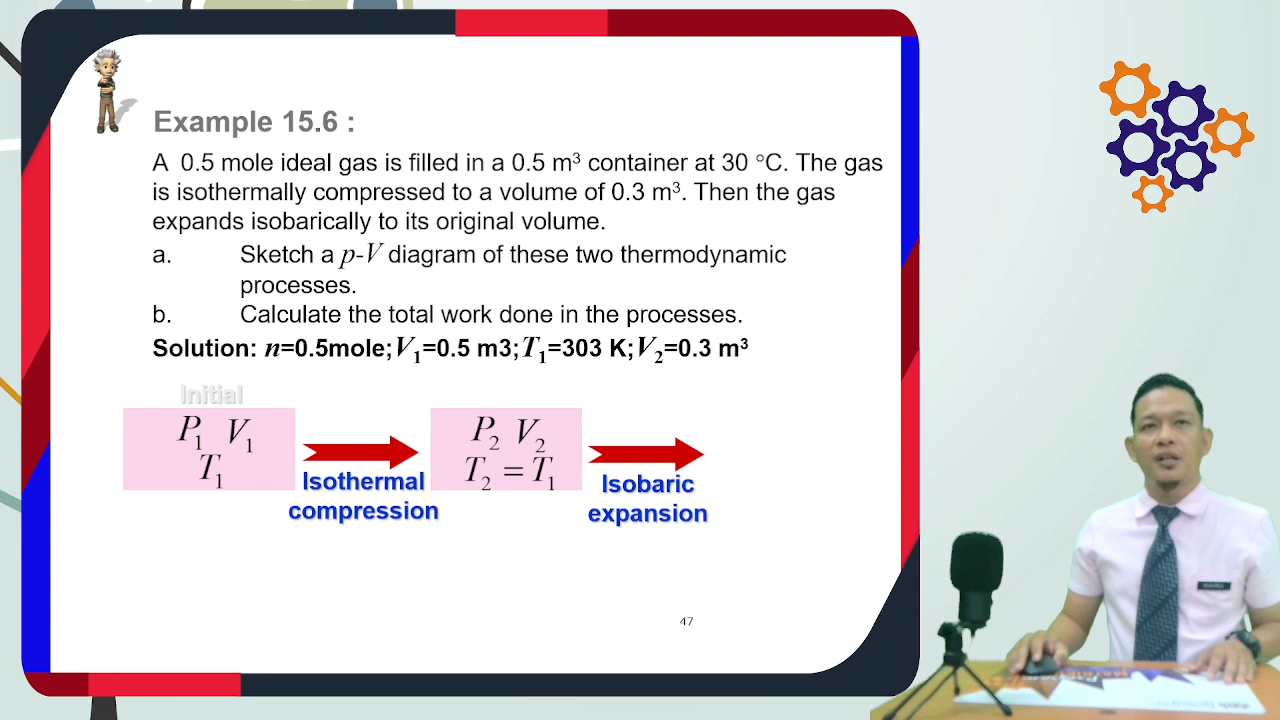 Example 15.6 :
A 0.5 mole ideal gas is filled in a 0.5 m³ container at 30 °C. The gas
is isothermally compressed to a volume of 0.3 m³. Then the gas
expands isobarically to its original volume.
a. Sketch a p-V diagram of these two thermodynamic
processes.
b. Calculate the total work done in the processes.
Solution: n=0.5mole; V₁=0.5 m3; T₁=303 K; V₂=0.3 m³
Initial
P₁ V₁
T₁
Isothermal
compression
P₂ V₂
T₂ = T₁
Isobaric
expansion
47